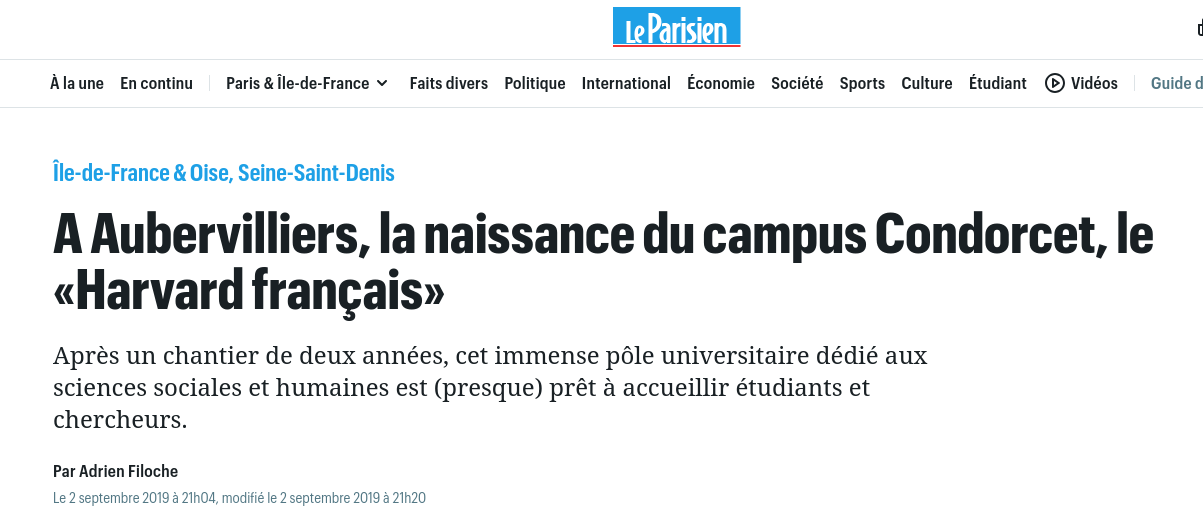 Le Parisien
À la une En continu Paris & Île-de-France Faits divers Politique International Économie Société Sports Culture Étudiant Vidéos Guide d
Île-de-France & Oise, Seine-Saint-Denis
A Aubervilliers, la naissance du campus Condorcet, le
«Harvard français»
Après un chantier de deux années, cet immense pôle universitaire dédié aux
sciences sociales et humaines est (presque) prêt à accueillir étudiants et
chercheurs.
Par Adrien Filoche
Le 2 septembre 2019 à 21h04, modifié le 2 septembre 2019 à 21h20